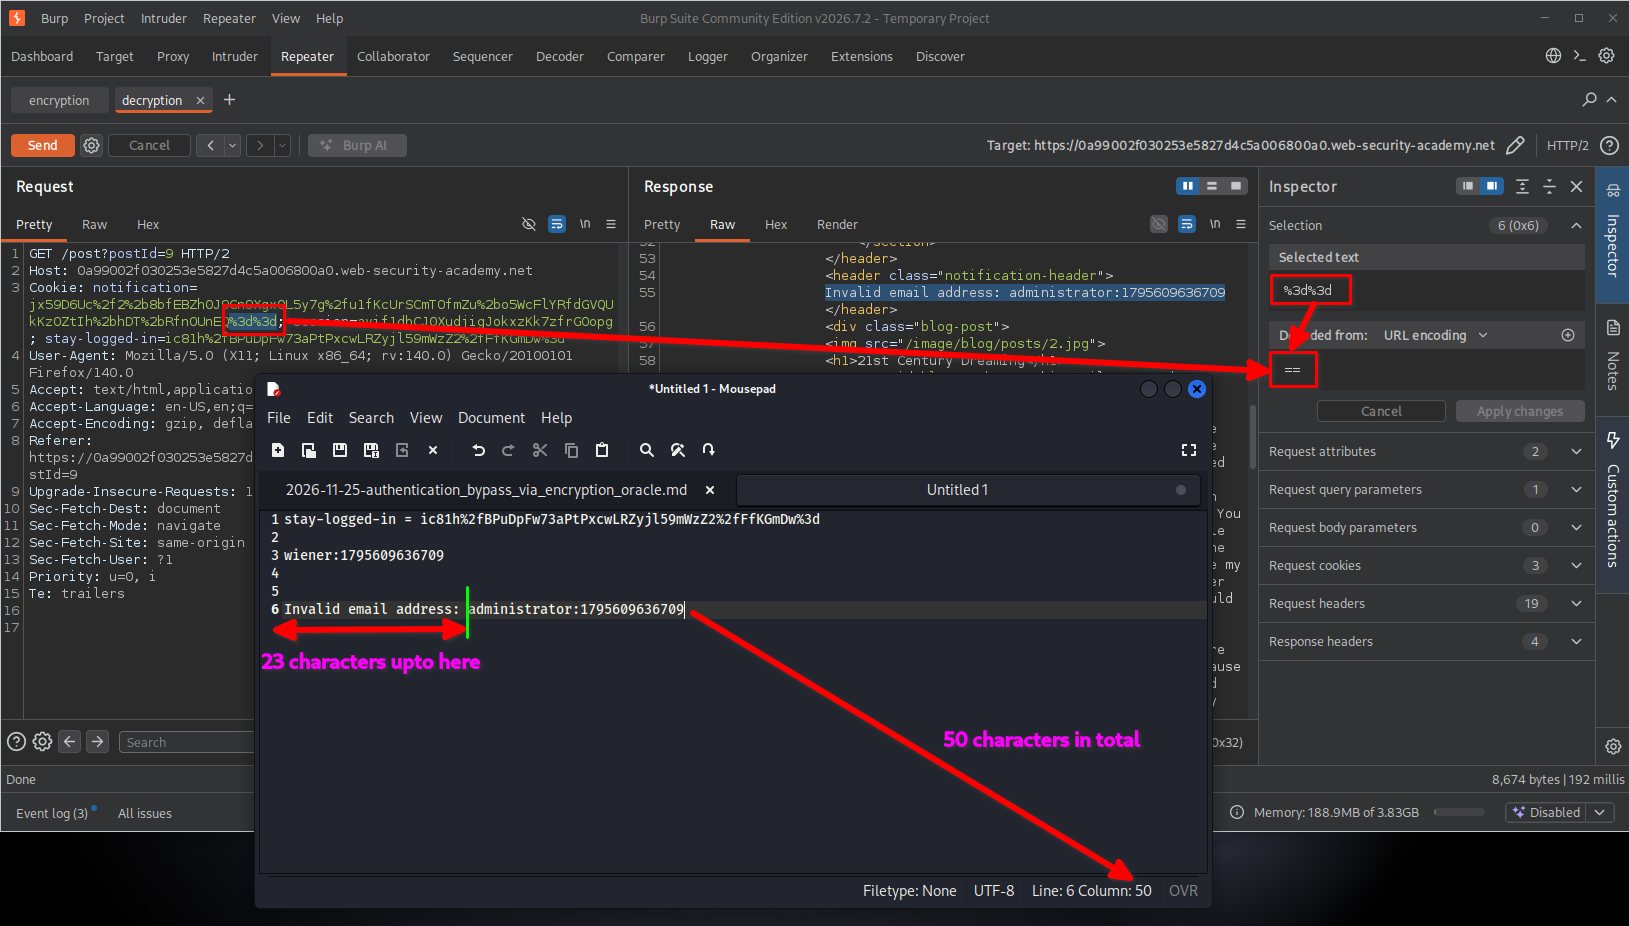 Burp Project Intruder Repeater View Help
Burp Suite Community Edition v2026.7.2 - Temporary Project
Dashboard Target Proxy Intruder Repeater Collaborator Sequencer Decoder Comparer Logger Organizer Extensions Discover
encryption decryption
Send Cancel Burp AI
Target: https://0a99002f030253e5827d4c5a006800a0.web-security-academy.net HTTP/2
Request
Pretty Raw Hex
\n
1 GET /post?postId=9 HTTP/2
2 Host: 0a99002f030253e5827d4c5a006800a0.web-security-academy.net
3 Cookie: notification=
%3d%3d;
; stay-logged-in=
4 User-Agent: Mozilla/5.0 (X11; Linux x86_64; rv:140.0) Gecko/20100101
Firefox/140.0
5 Accept: text/html,application
6 Accept-Language: en-US,en;q=
7 Accept-Encoding: gzip, defla
8 Referer:
https://0a99002f030253e5827d
stId=9
9 Upgrade-Insecure-Requests: 1
10 Sec-Fetch-Dest: document
11 Sec-Fetch-Mode: navigate
12 Sec-Fetch-Site: same-origin
13 Sec-Fetch-User: ?1
14 Priority: u=0, i
15 Te: trailers
16
17
Search
Response
Pretty Raw Hex Render
\n
53 </header>
54 <header class="notification-header">
55 Invalid email address: administrator:1795609636709
</header>
56 <div class="blog-post">
57 <img src="/image/blog/posts/2.jpg">
58
Inspector
Selection 6 (0x6)
Selected text
%3d%3d
Decoded from: URL encoding
==
Cancel Apply changes
Request attributes 2
Request query parameters 1
Request body parameters 0
Request cookies 3
Request headers 19
Response headers 4
Inspector
Notes
Custom actions
*Untitled 1 - Mousepad
File Edit Search View Document Help
2026-11-25-authentication_bypass_via_encryption_oracle.md
Untitled 1
1 stay-logged-in = ic81h%2fBPuDpFw73aPtPxcwLRZyjl59mWzZ2%2fFfKGmDw%3d
2
3 wiener:1795609636709
4
5
6 Invalid email address: administrator:1795609636709
23 characters upto here
50 characters in total
Filetype: None UTF-8 Line: 6 Column: 50 OVR
0x32)
Done
8,674 bytes | 192 millis
Event log (3) All issues
Memory: 188.9MB of 3.83GB Disabled